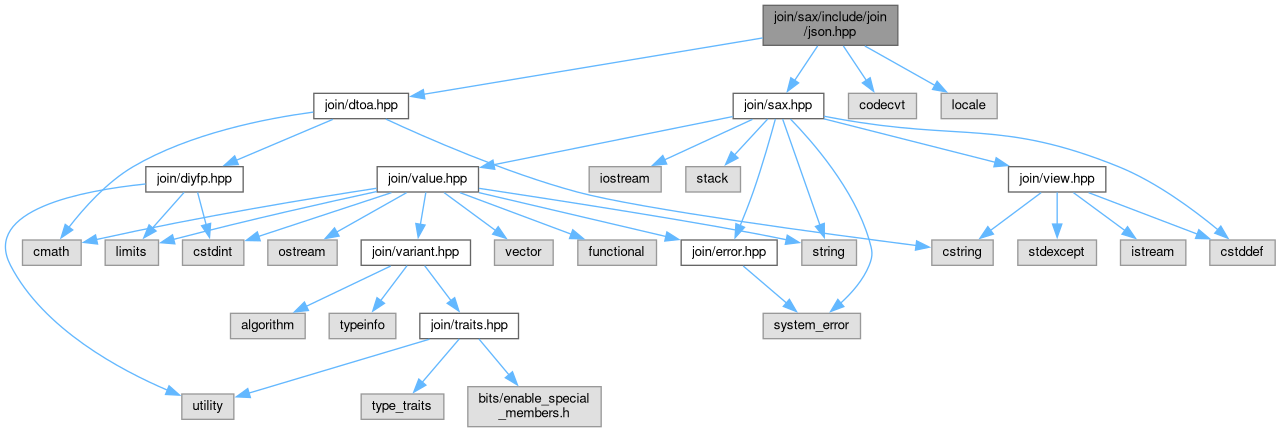 join/sax/include/join
/json.hpp
join/dtoa.hpp
join/sax.hpp
codecvt
locale
join/diyfp.hpp
join/value.hpp
iostream
stack
join/view.hpp
cmath
limits
cstdint
ostream
join/variant.hpp
vector
functional
join/error.hpp
string
cstring
stdexcept
istream
cstddef
algorithm
typeinfo
join/traits.hpp
system_error
utility
type_traits
bits/enable_special
_members.h